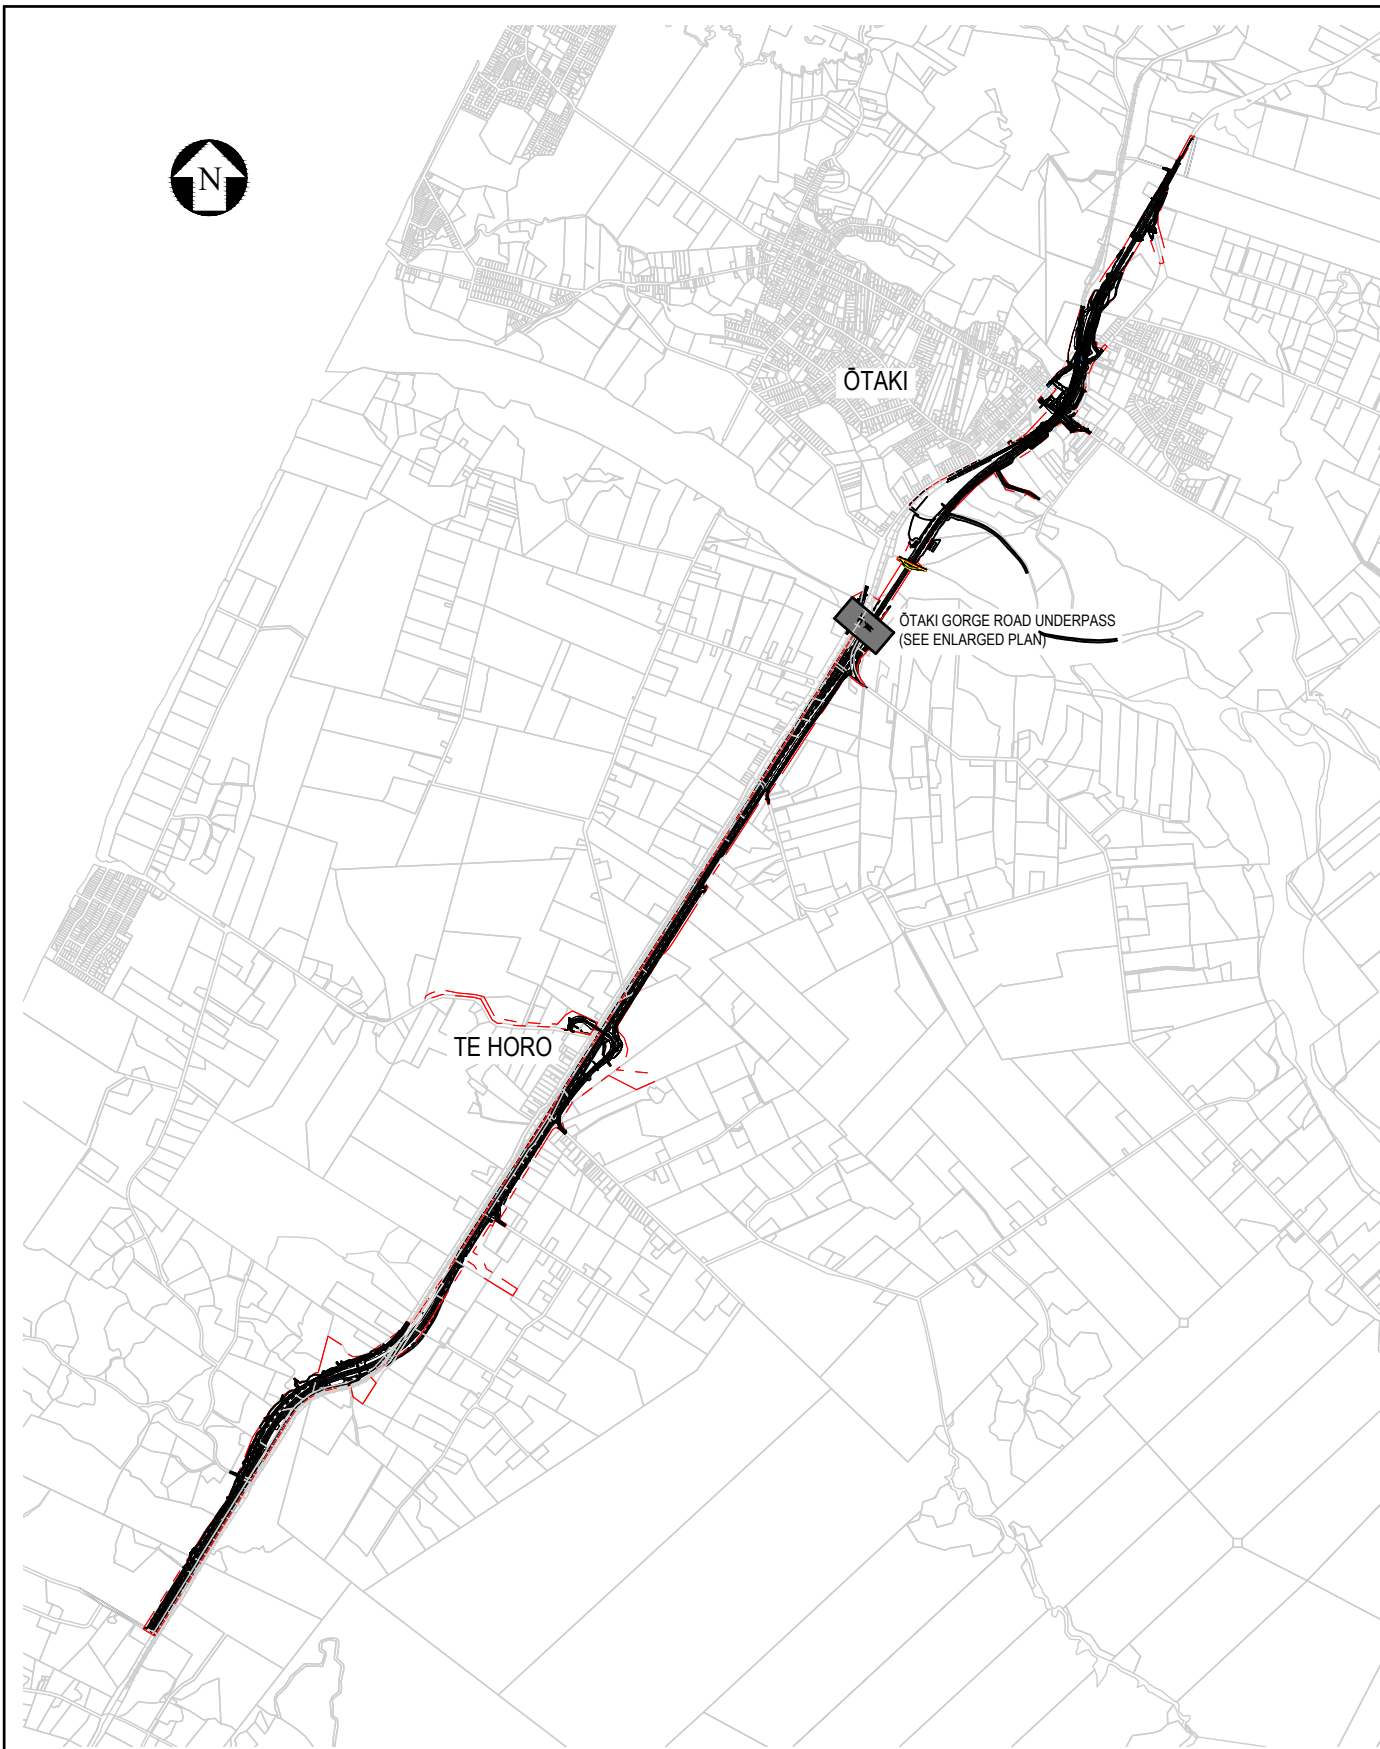 N
ŌTAKI
ŌTAKI GORGE ROAD UNDERPASS
(SEE ENLARGED PLAN)
TE HORO